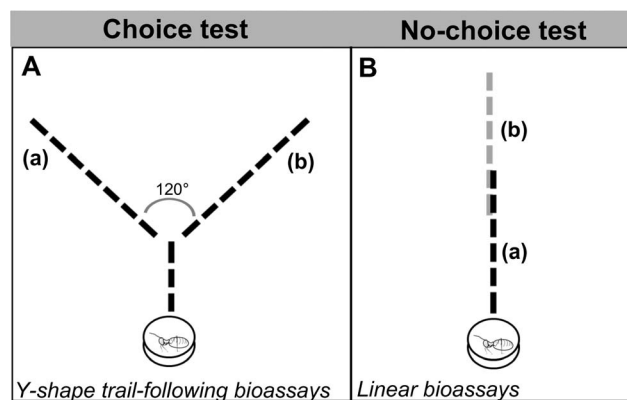 Choice test
No-choice test
A
(a)
(b)
120°
Y-shape trail-following bioassays
B
(b)
(a)
Linear bioassays